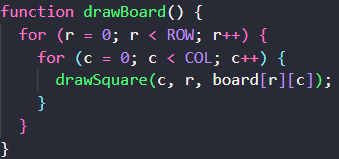 function drawBoard() {
  for (r = 0; r < ROW; r++) {
    for (c = 0; c < COL; c++) {
      drawSquare(c, r, board[r][c]);
    }
  }
}